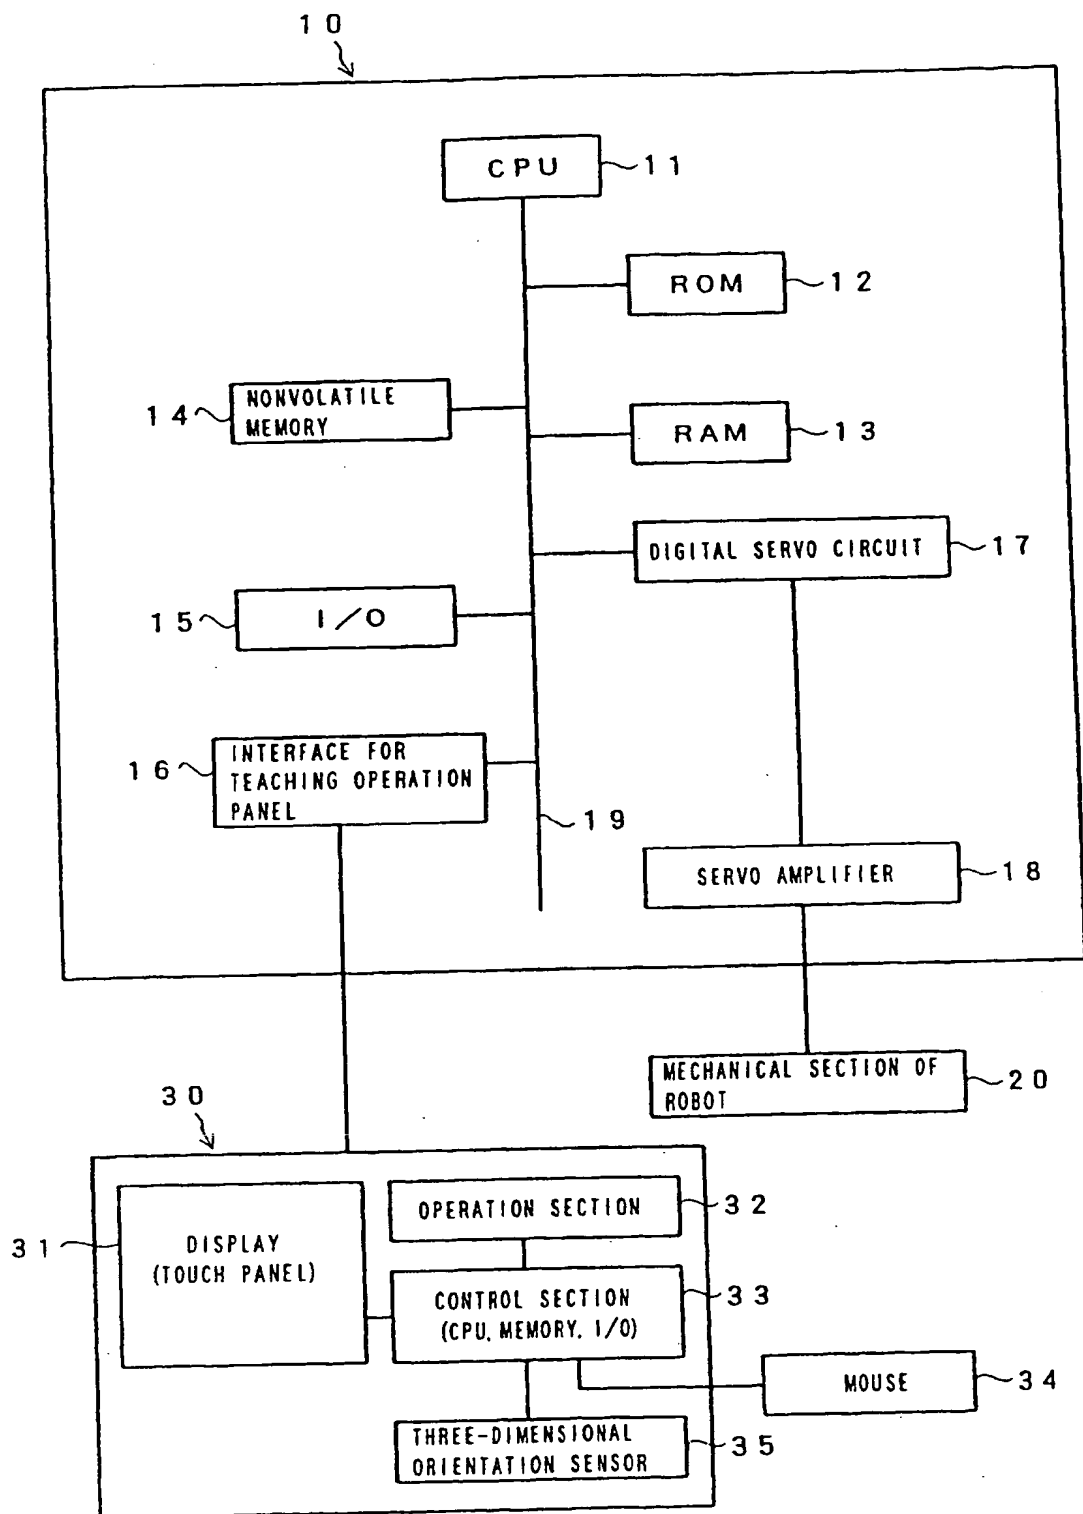 10
CPU
11
ROM
12
NONVOLATILE
MEMORY
14
RAM
13
DIGITAL SERVO CIRCUIT
17
I/O
15
INTERFACE FOR
TEACHING OPERATION
PANEL
16
19
SERVO AMPLIFIER
18
MECHANICAL SECTION OF
ROBOT
20
30
DISPLAY
(TOUCH PANEL)
31
OPERATION SECTION
32
CONTROL SECTION
(CPU, MEMORY, I/O)
33
MOUSE
34
THREE-DIMENSIONAL
ORIENTATION SENSOR
35